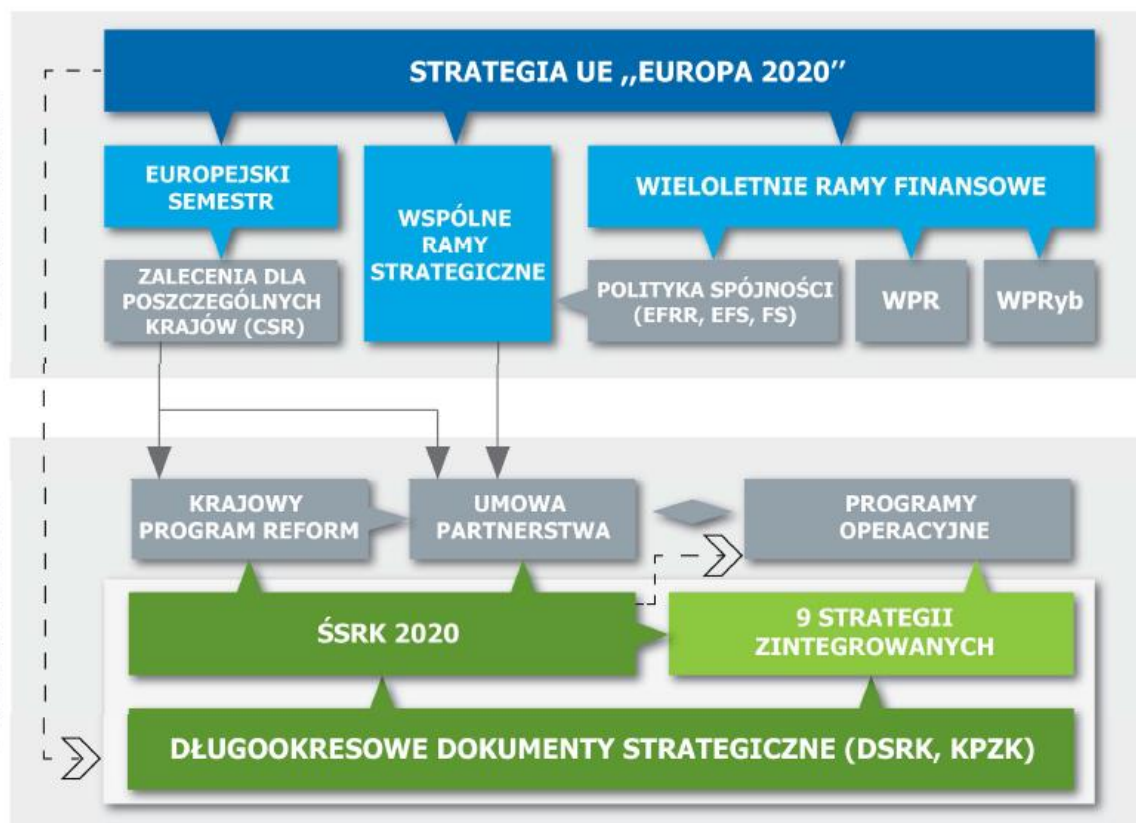 STRATEGIA UE ,,EUROPA 2020”
EUROPEJSKI
SEMESTR
WSPÓLNE
RAMY
STRATEGICZNE
WIELOLETNIE RAMY FINANSOWE
ZALECENIA DLA
POSZCZEGÓLNYCH
KRAJÓW (CSR)
POLITYKA SPÓJNOŚCI
(EFRR, EFS, FS)
WPR
WPRyb
KRAJOWY
PROGRAM REFORM
UMOWA
PARTNERSTWA
PROGRAMY
OPERACYJNE
ŚSRK 2020
9 STRATEGII
ZINTEGROWANYCH
DŁUGOOKRESOWE DOKUMENTY STRATEGICZNE (DSRK, KPZK)